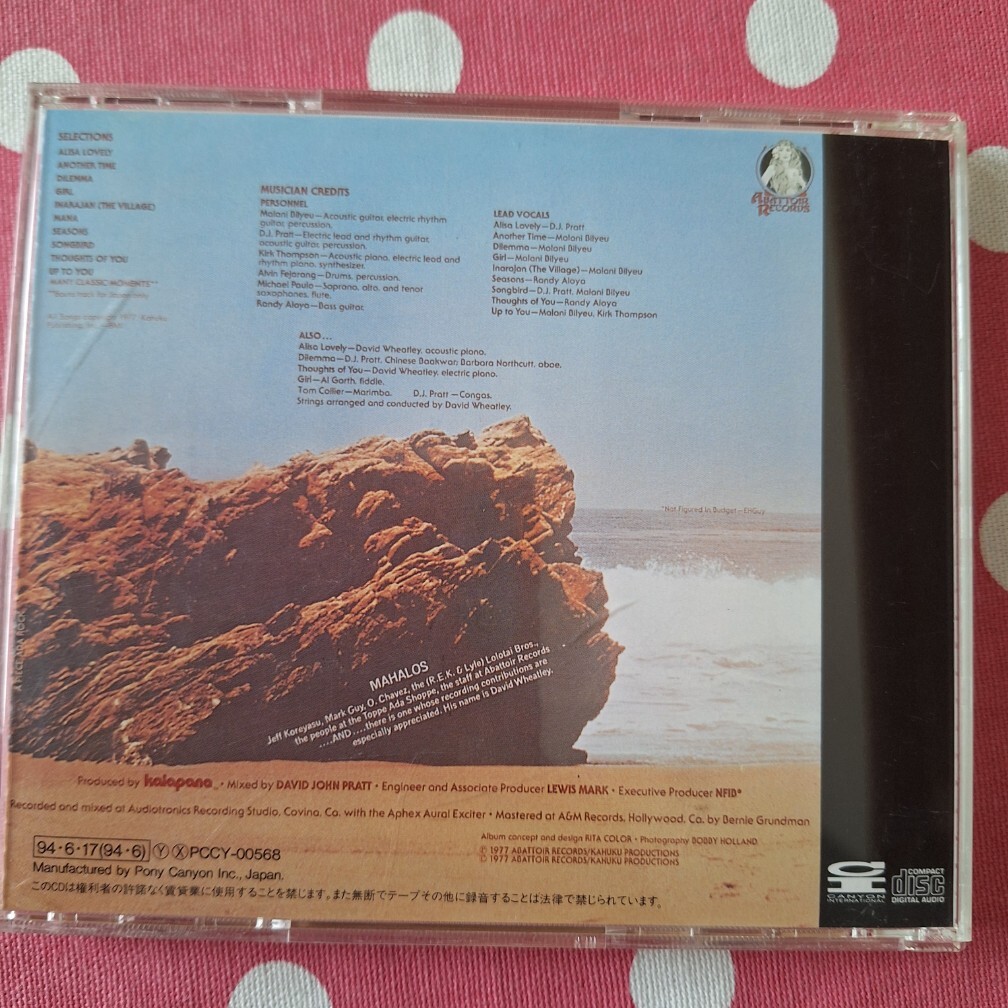 SELECTIONS
ALISA LOVELY
ANOTHER TIME
DILEMMA
GIRL
INARAJAN (THE VILLAGE)
NANA
SEASONS
SONGBIRD
THOUGHTS OF YOU
UP TO YOU
MANY CLASSIC MOMENTS**
MUSICIAN CREDITS
PERSONNEL
Malani Bilyeu—Acoustic guitar, electric rhythm
guitar, percussion.
D.J. Pratt—Electric lead and rhythm guitar,
acoustic guitar, percussion.
Kirk Thompson—Acoustic piano, electric lead and
rhythm piano, synthesizer.
Alvin Fejarang—Drums, percussion.
Michael Paulo—Soprano, alto, and tenor
saxophones, flute.
Randy Aloya—Bass guitar.
LEAD VOCALS
Alisa Lovely—D.J. Pratt
Another Time—Malani Bilyeu
Dilemma—Malani Bilyeu
Girl—Malani Bilyeu
Inarajan (The Village)—Malani Bilyeu
Seasons—Randy Aloya
Songbird—D.J. Pratt, Malani Bilyeu
Thoughts of You—Randy Aloya
Up to You—Malani Bilyeu, Kirk Thompson
ABATTOIR
RECORDS
ALSO...
Alisa Lovely—David Wheatley, acoustic piano.
Dilemma—D.J. Pratt, Chinese Baakwan; Barbara Northcutt, oboe.
Thoughts of You—David Wheatley, electric piano.
Girl—Al Garth, fiddle.
Tom Collier—Marimba. D.J. Pratt—Congas.
Strings arranged and conducted by David Wheatley.
*Not Figured In Budget—EHGuy
MAHALOS
Jeff Koreyasu, Mark Guy, O. Chavez, the (R.E.K. & Lyle) Lololai Bros.,
the people at the Toppe Ada Shoppe, the staff at Abattoir Records
....AND....there is one whose recording contributions are
especially appreciated. His name is David Wheatley.
Produced by kalapana • Mixed by DAVID JOHN PRATT • Engineer and Associate Producer LEWIS MARK • Executive Producer NFIB*
Recorded and mixed at Audiotronics Recording Studio, Covina, Ca. with the Aphex Aural Exciter • Mastered at A&M Records, Hollywood, Ca. by Bernie Grundman
Album concept and design RITA COLOR • Photography BOBBY HOLLAND
© 1977 ABATTOIR RECORDS/KAHUKU PRODUCTIONS
℗ 1977 ABATTOIR RECORDS/KAHUKU PRODUCTIONS
94・6・17(94・6) Ⓨ Ⓧ PCCY-00568
Manufactured by Pony Canyon Inc., Japan.
このCDは権利者の許諾なく賃貸業に使用することを禁じます。また無断でテープその他に録音することは法律で禁じられています。
CANYON
INTERNATIONAL
COMPACT
disc
DIGITAL AUDIO